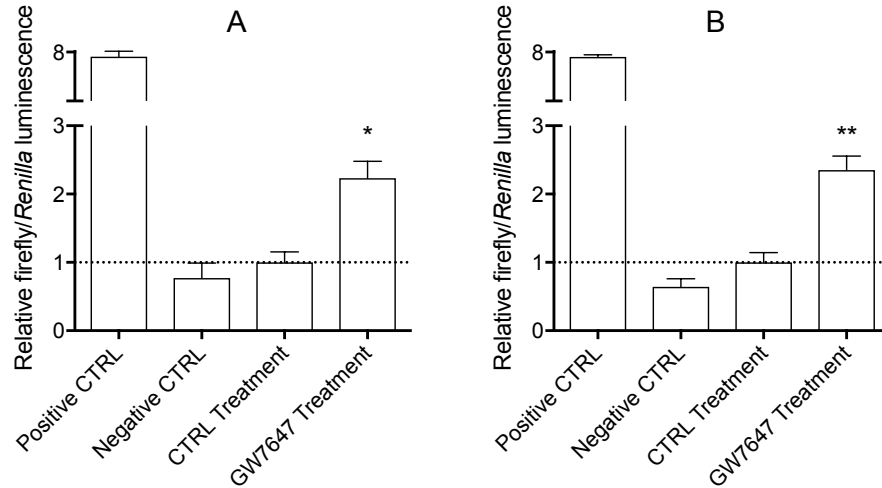 A
Relative firefly/Renilla luminescence
8
3
2
1
0
*
Positive CTRL
Negative CTRL
CTRL Treatment
GW7647 Treatment
B
Relative firefly/Renilla luminescence
8
3
2
1
0
**
Positive CTRL
Negative CTRL
CTRL Treatment
GW7647 Treatment